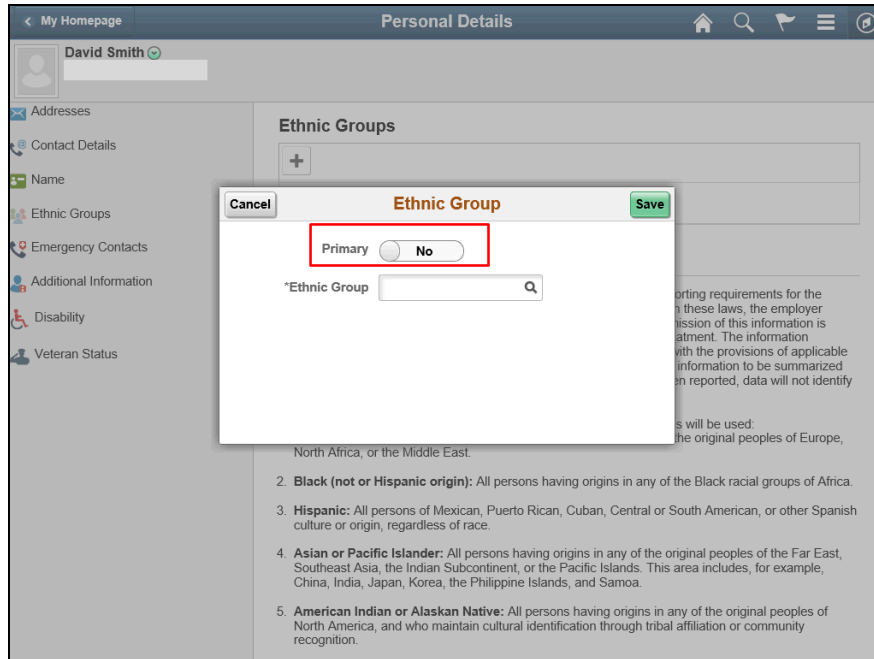 My Homepage
Personal Details
David Smith
Addresses
Contact Details
Name
Ethnic Groups
Emergency Contacts
Additional Information
Disability
Veteran Status
Ethnic Groups
Cancel
Ethnic Group
Save
Primary
No
*Ethnic Group
orting requirements for the
these laws, the employer
ission of this information is
atment. The information
with the provisions of applicable
information to be summarized
en reported, data will not identify
s will be used:
the original peoples of Europe,
North Africa, or the Middle East.
2. Black (not or Hispanic origin): All persons having origins in any of the Black racial groups of Africa.
3. Hispanic: All persons of Mexican, Puerto Rican, Cuban, Central or South American, or other Spanish
culture or origin, regardless of race.
4. Asian or Pacific Islander: All persons having origins in any of the original peoples of the Far East,
Southeast Asia, the Indian Subcontinent, or the Pacific Islands. This area includes, for example,
China, India, Japan, Korea, the Philippine Islands, and Samoa.
5. American Indian or Alaskan Native: All persons having origins in any of the original peoples of
North America, and who maintain cultural identification through tribal affiliation or community
recognition.